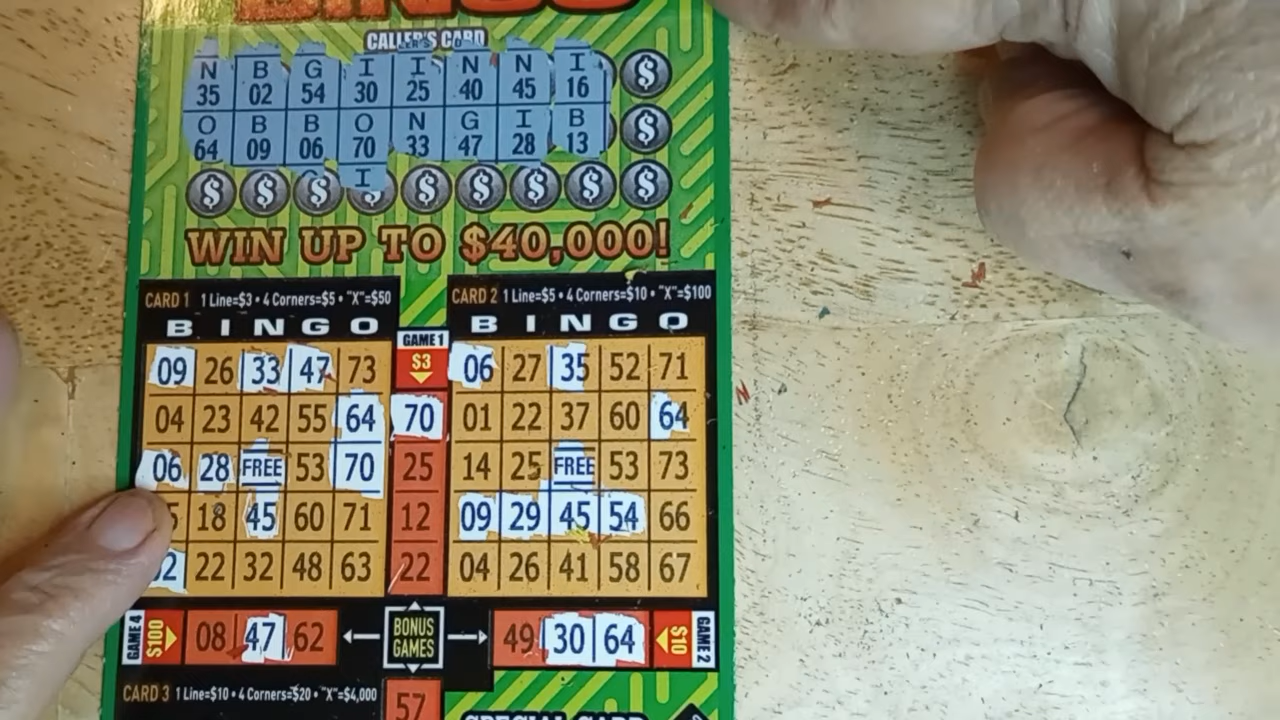 BINGO
CALLER'S CARD
N B G I I N N I
35 02 54 30 25 40 45 16
O B B O N G I B
64 09 06 70 33 47 28 13
I
WIN UP TO $40,000!
CARD 1 1 Line=$3 • 4 Corners=$5 • "X"=$50
CARD 2 1 Line=$5 • 4 Corners=$10 • "X"=$100
B I N G O
B I N G O
GAME 1
$3
09 26 33 47 73
04 23 42 55 64
06 28 FREE 53 70
18 45 60 71
22 32 48 63
70
25
12
22
06 27 35 52 71
01 22 37 60 64
14 25 FREE 53 73
09 29 45 54 66
04 26 41 58 67
GAME 4
$100
08 47 62
BONUS
GAMES
49 30 64
$10
GAME 2
CARD 3 1 Line=$10 • 4 Corners=$20 • "X"=$4,000
57
SPECIAL CARD